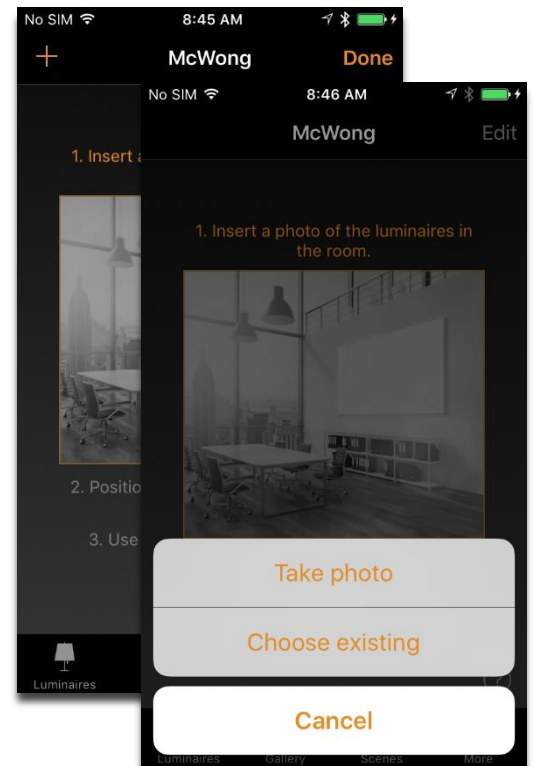 No SIM 8:45 AM
McWong Done
1. Insert a
2. Positio
3. Use
Luminaires
No SIM 8:46 AM
McWong Edit
1. Insert a photo of the luminaires in
the room.
Take photo
Choose existing
Cancel
Luminaires Gallery Scenes More